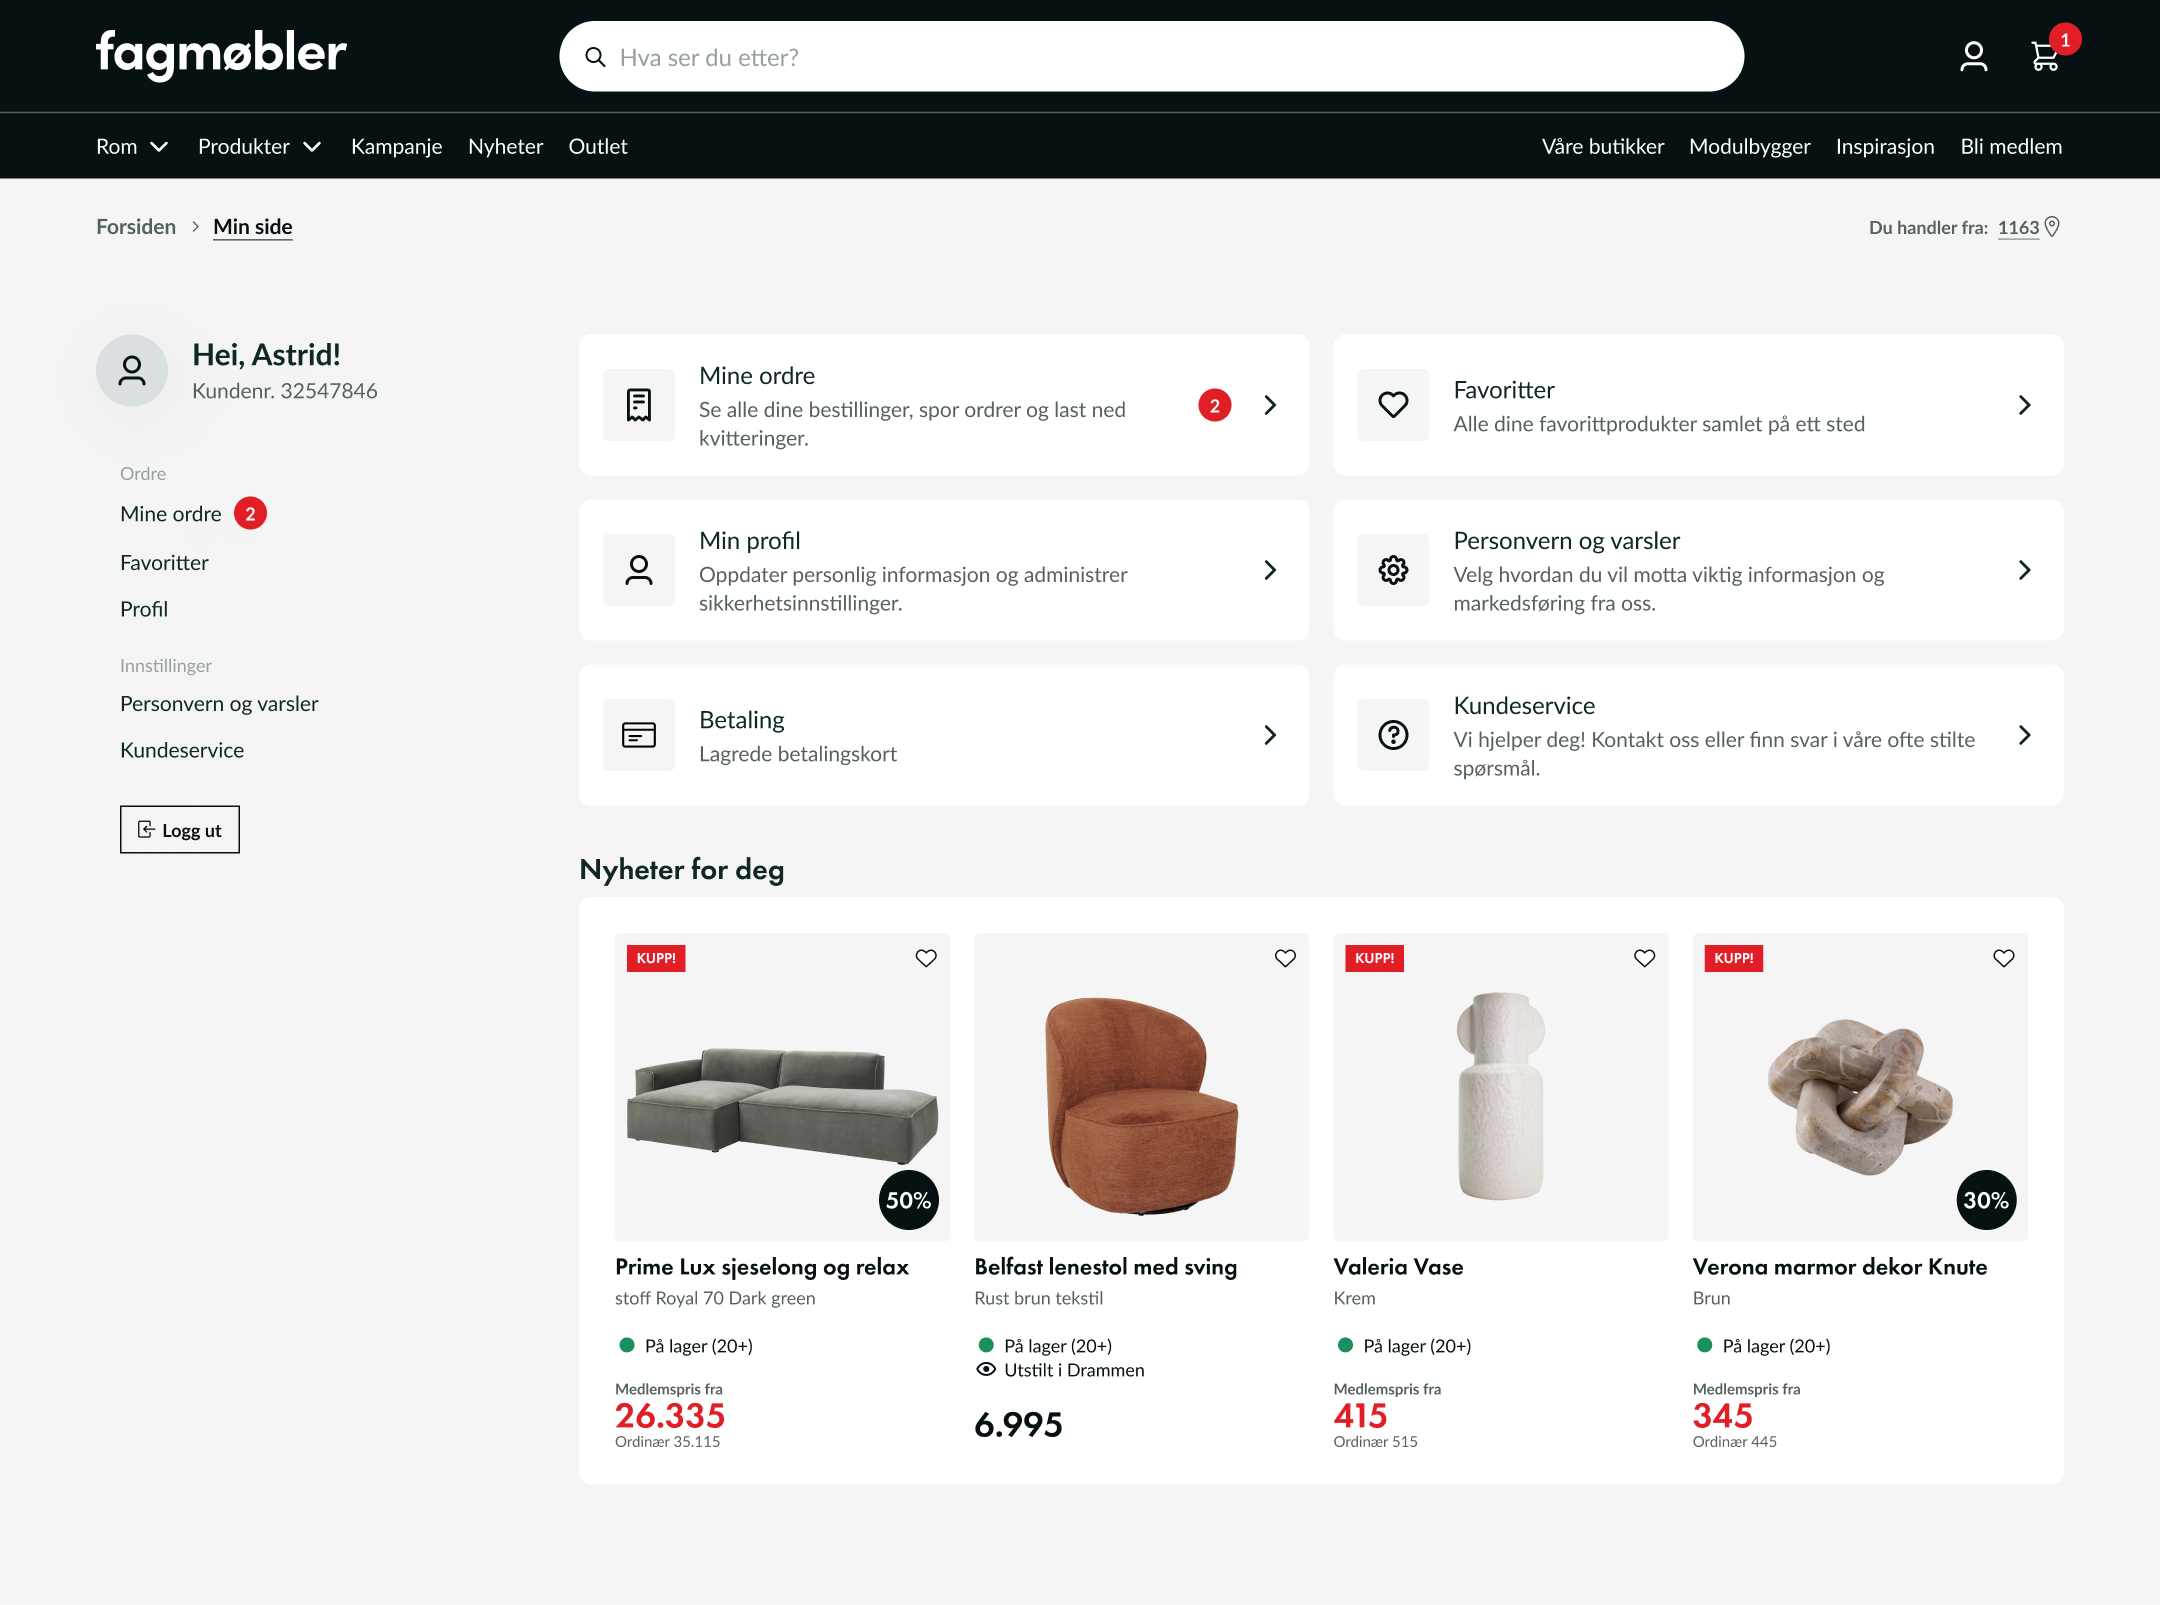 fagmøbler
Hva ser du etter?
1
Rom
Produkter
Kampanje
Nyheter
Outlet
Våre butikker
Modulbygger
Inspirasjon
Bli medlem
Forsiden
Min side
Du handler fra: 1163
Hei, Astrid!
Kundenr. 32547846
Ordre
Mine ordre 2
Favoritter
Profil
Innstillinger
Personvern og varsler
Kundeservice
Logg ut
Mine ordre
Se alle dine bestillinger, spor ordrer og last ned
kvitteringer.
2
Favoritter
Alle dine favorittprodukter samlet på ett sted
Min profil
Oppdater personlig informasjon og administrer
sikkerhetsinnstillinger.
Personvern og varsler
Velg hvordan du vil motta viktig informasjon og
markedsføring fra oss.
Betaling
Lagrede betalingskort
Kundeservice
Vi hjelper deg! Kontakt oss eller finn svar i våre ofte stilte
spørsmål.
Nyheter for deg
KUPP!
50%
Prime Lux sjeselong og relax
stoff Royal 70 Dark green
På lager (20+)
Medlemspris fra
26.335
Ordinær 35.115
Belfast lenestol med sving
Rust brun tekstil
På lager (20+)
Utstilt i Drammen
6.995
KUPP!
Valeria Vase
Krem
På lager (20+)
Medlemspris fra
415
Ordinær 515
KUPP!
30%
Verona marmor dekor Knute
Brun
På lager (20+)
Medlemspris fra
345
Ordinær 445